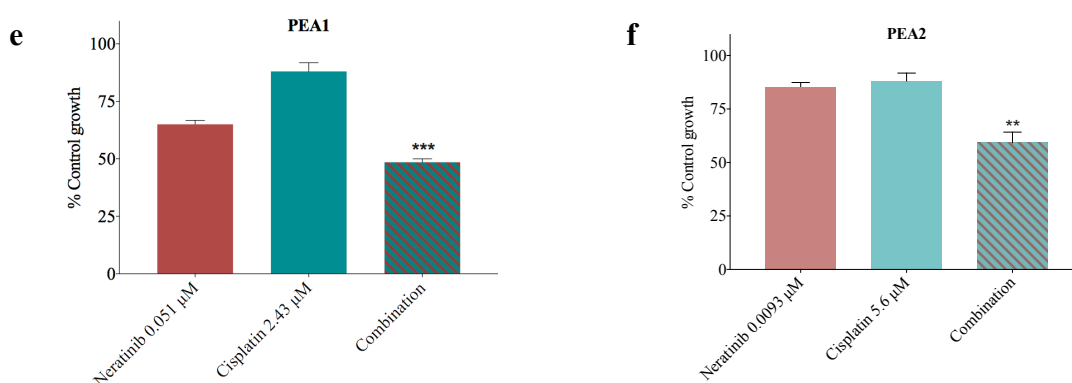 e
PEA1
% Control growth
100
75
50
25
0
***
Neratinib 0.051 µM
Cisplatin 2.43 µM
Combination
f
PEA2
% Control growth
100
75
50
25
0
**
Neratinib 0.0093 µM
Cisplatin 5.6 µM
Combination